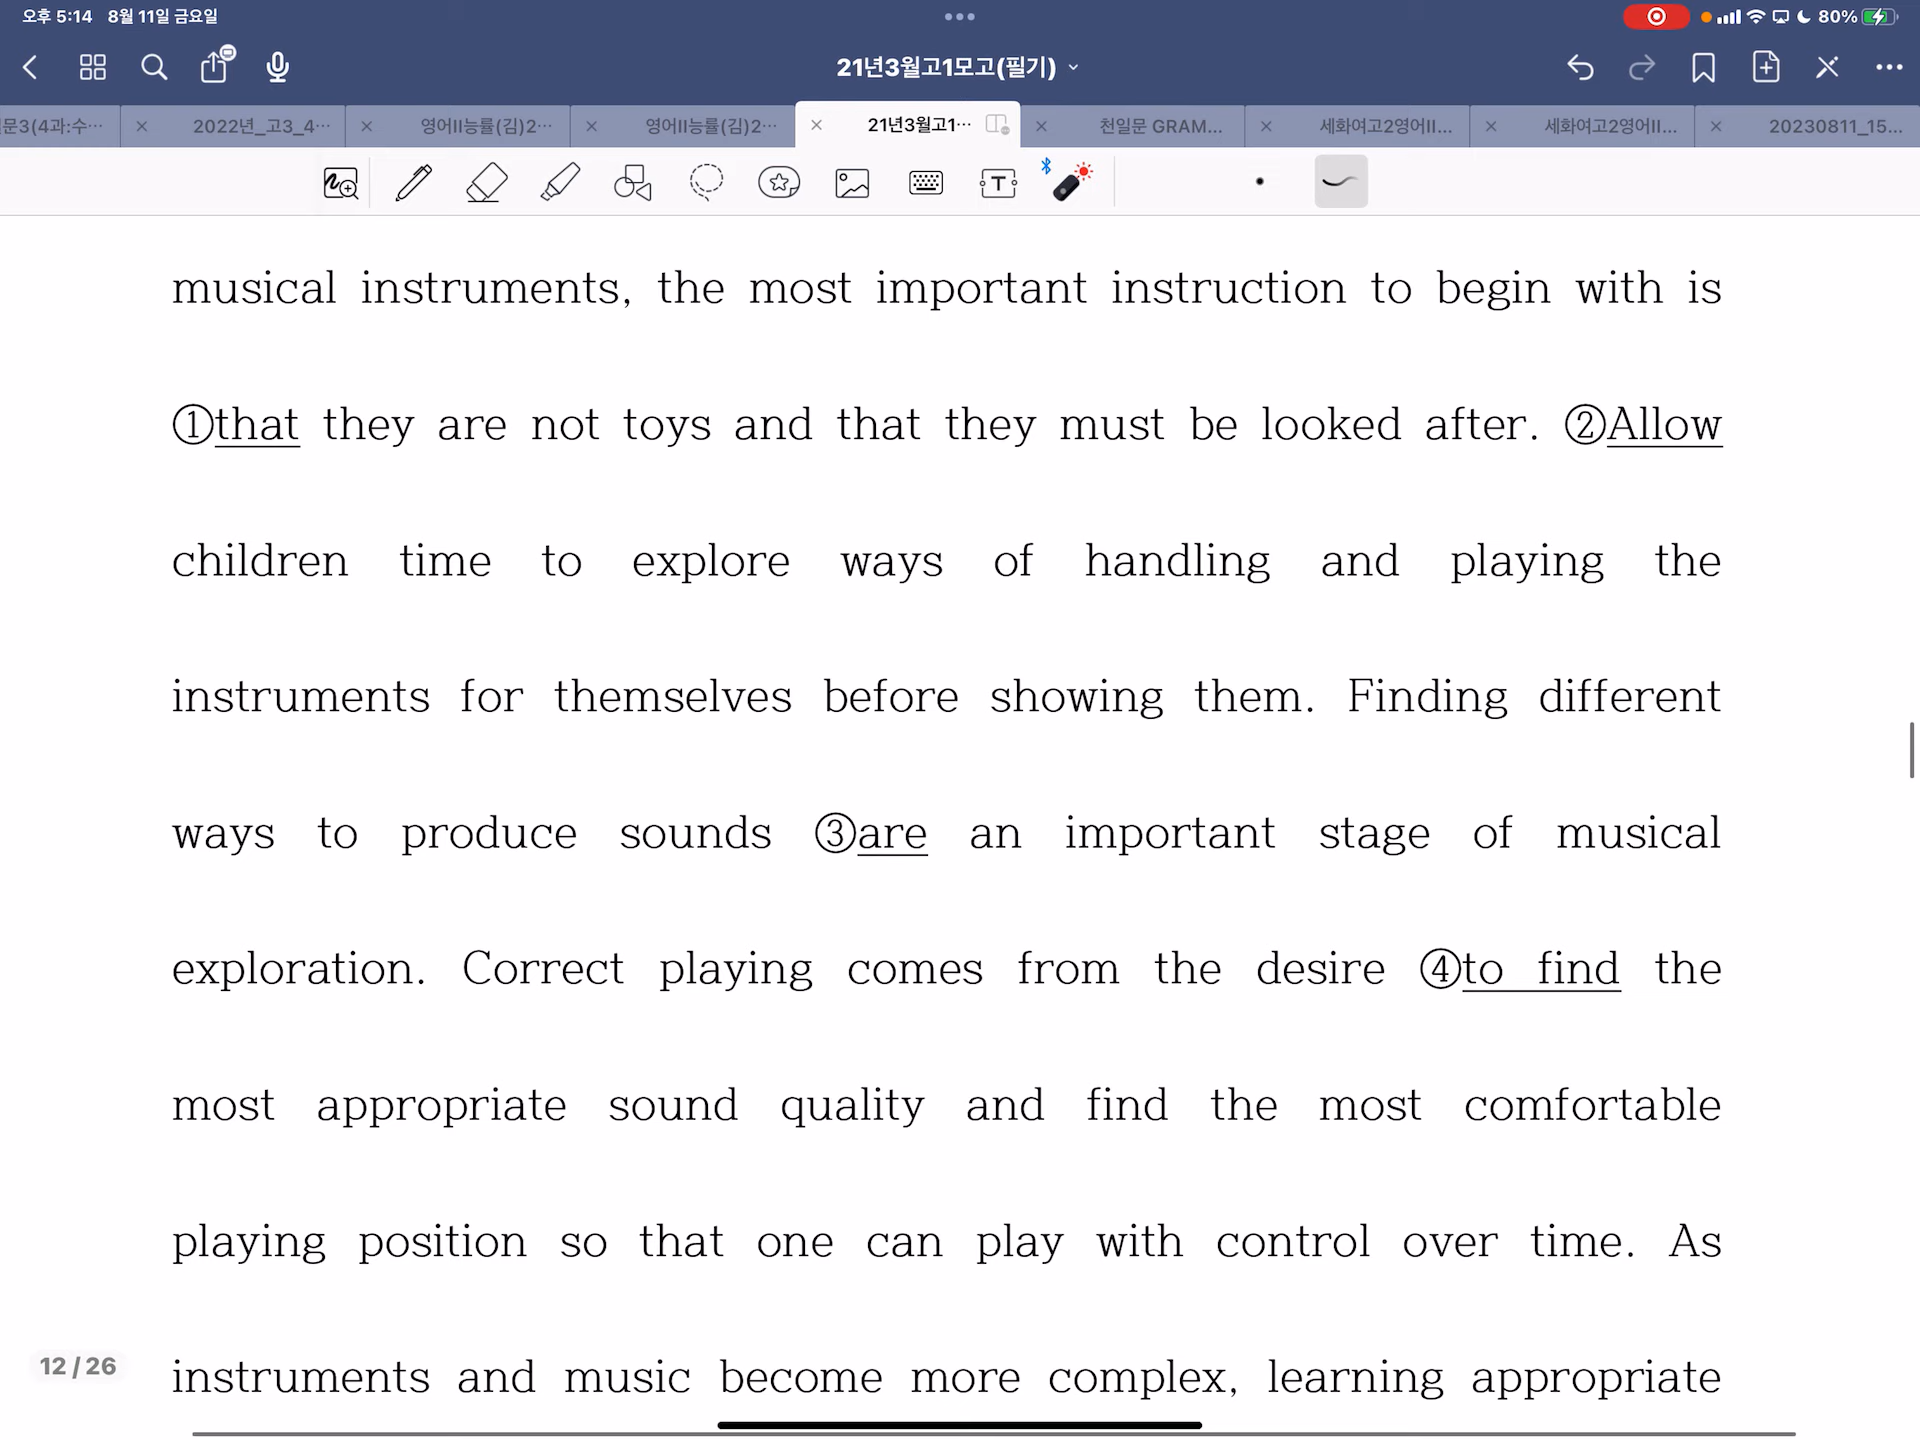 오후 5:14 8월 11일 금요일
80%
21년3월고1모고(필기)
문3(4과:수…
2022년_고3_4…
영어II능률(김)2…
영어II능률(김)2…
21년3월고1…
천일문 GRAM...
세화여고2영어II...
세화여고2영어II...
20230811_15...
musical instruments, the most important instruction to begin with is
①that they are not toys and that they must be looked after. ②Allow
children time to explore ways of handling and playing the
instruments for themselves before showing them. Finding different
ways to produce sounds ③are an important stage of musical
exploration. Correct playing comes from the desire ④to find the
most appropriate sound quality and find the most comfortable
playing position so that one can play with control over time. As
instruments and music become more complex, learning appropriate
12 / 26